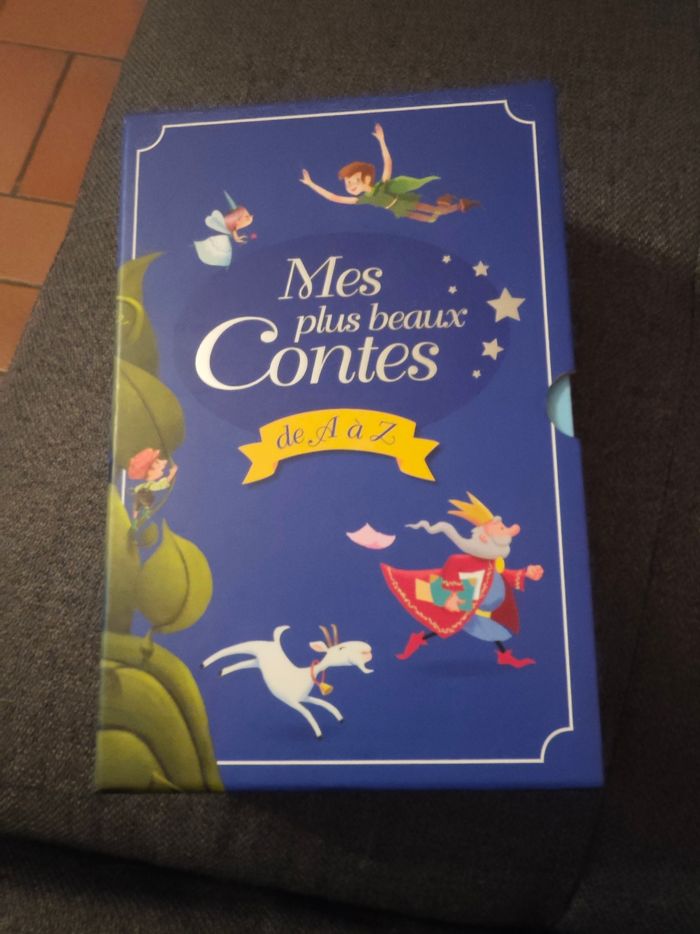 Mes
plus beaux
Contes
de A à Z